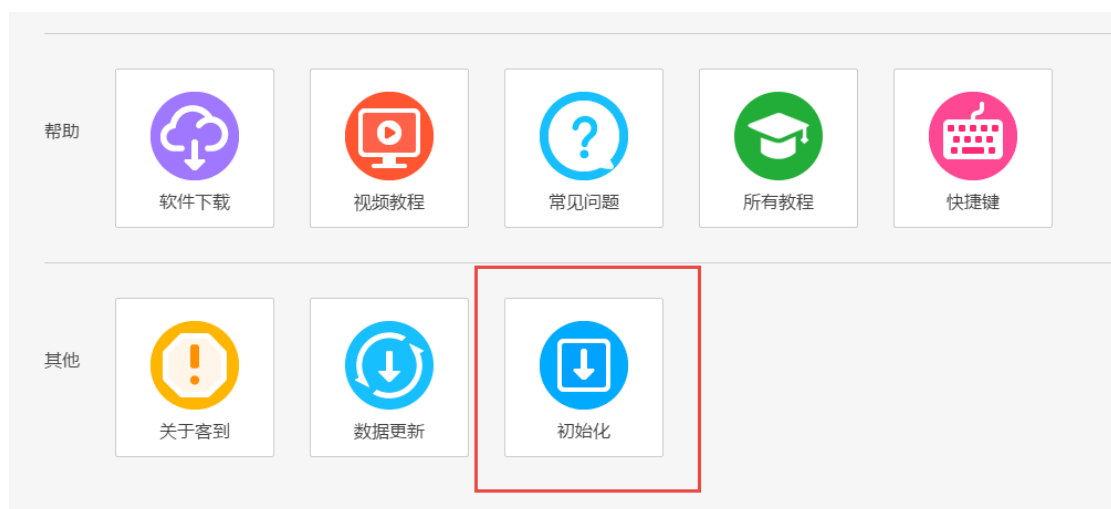 帮助
软件下载
视频教程
常见问题
所有教程
快捷键
其他
关于客到
数据更新
初始化